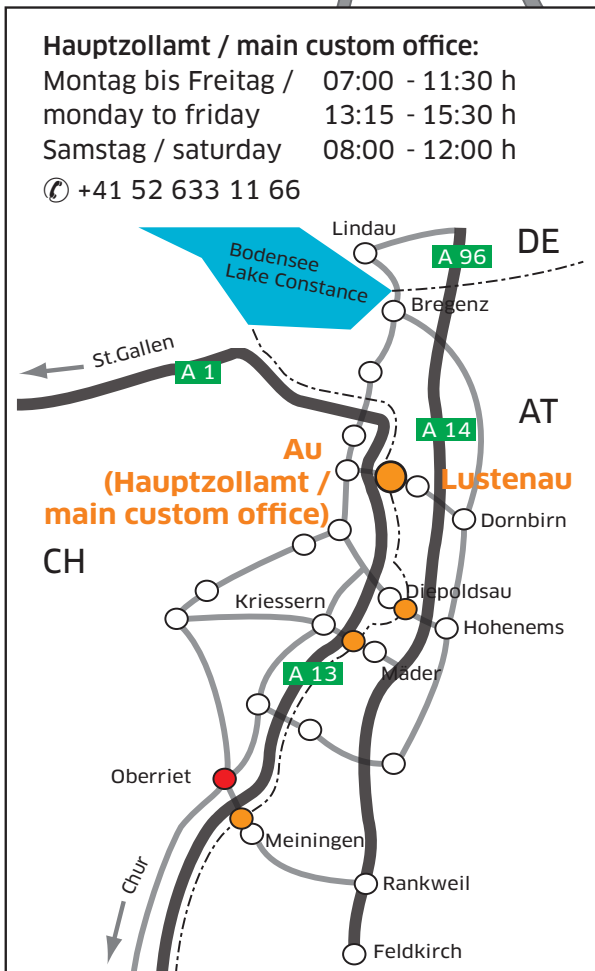 Hauptzollamt / main custom office:
Montag bis Freitag / 07:00 - 11:30 h
monday to friday 13:15 - 15:30 h
Samstag / saturday 08:00 - 12:00 h
✆ +41 52 633 11 66
Lindau
DE
Bodensee
Lake Constance
A 96
Bregenz
St.Gallen
A 1
AT
A 14
Au
(Hauptzollamt /
main custom office)
Lustenau
Dornbirn
CH
Diepoldsau
Kriessern
Hohenems
Mäder
A 13
Oberriet
Meiningen
Chur
Rankweil
Feldkirch